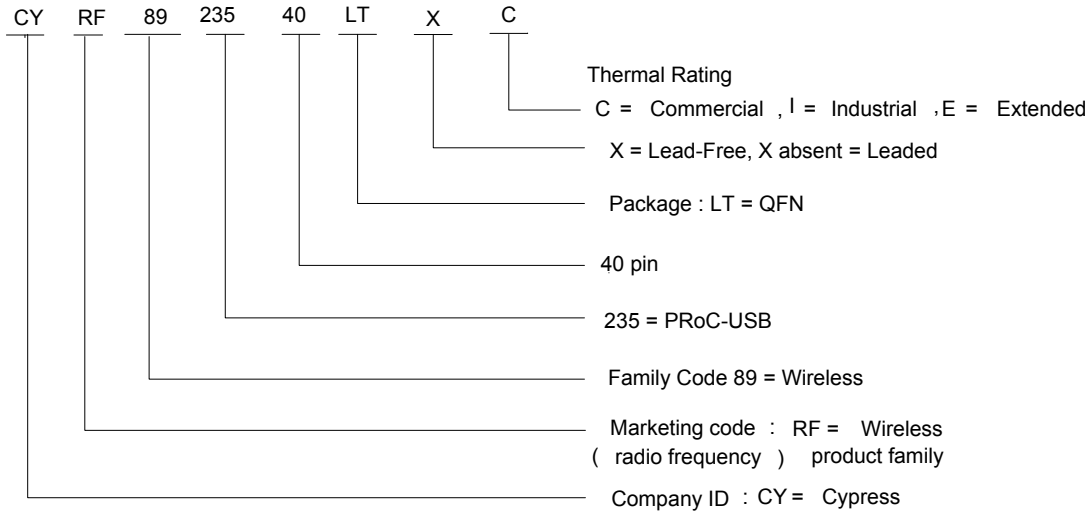 CY RF 89 235 40 LT X C
Thermal Rating
C = Commercial , I = Industrial , E = Extended
X = Lead-Free, X absent = Leaded
Package : LT = QFN
40 pin
235 = PRoC-USB
Family Code 89 = Wireless
Marketing code : RF = Wireless
( radio frequency ) product family
Company ID : CY = Cypress